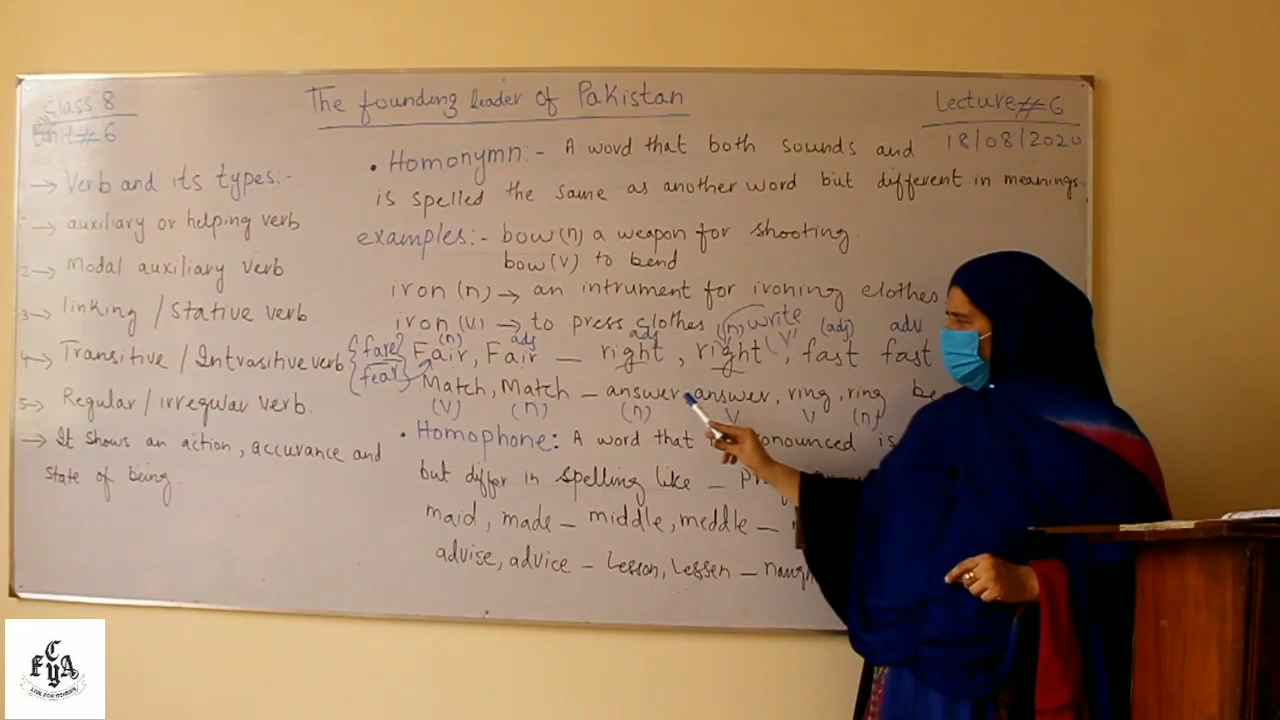 Class 8
Unit # 6
The founding leader of Pakistan
Lecture # 6
18/08/2020
→ Verb and its types:-
→ auxiliary or helping verb
2 → Modal auxiliary verb
3 → linking / Stative verb
4 → Transitive / Intrasitive verb
5 → Regular / irregular verb.
→ It shows an action, accurance and
state of being.
• Homonymn:- A word that both sounds and
is spelled the same as another word but different in meanings.
examples:- bow (n) a weapon for shooting.
bow (v) to bend
iron (n) → an intrument for ironing clothes
iron (v) → to press clothes
(n) adj adj (n) write (v) (adj) adv
{fare} Fair, Fair – right, right, fast fast
{fear}
Match, Match – answer, answer, ring, ring be
(v) (n) (n) v v (n)
• Homophone: A word that pronounced is
but differ in spelling like –
maid, made – middle, meddle –
advise, advice – Lesson, Lessen –
C
F Y A